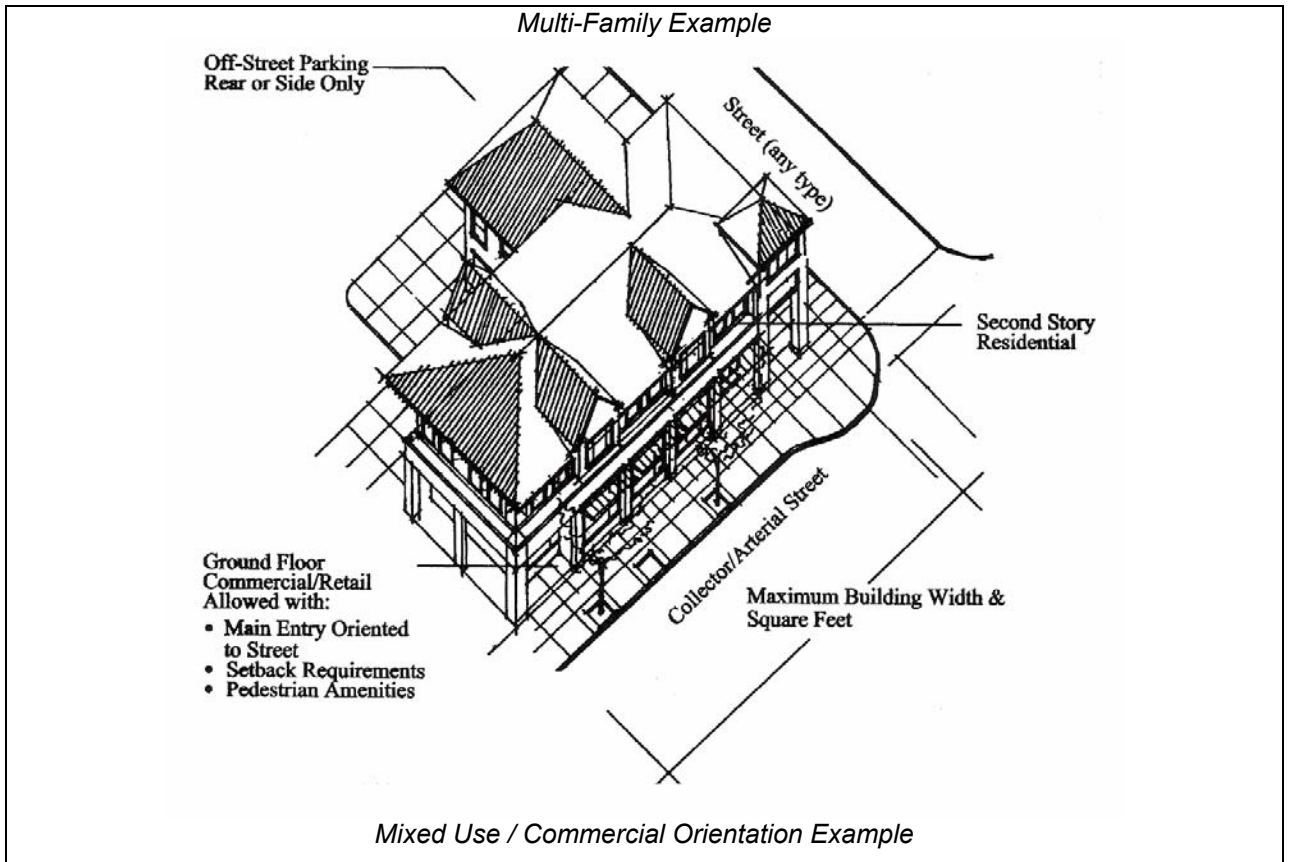 Multi-Family Example
Off-Street Parking
Rear or Side Only
Street (any type)
Second Story
Residential
Collector/Arterial Street
Maximum Building Width &
Square Feet
Ground Floor
Commercial/Retail
Allowed with:
• Main Entry Oriented
to Street
• Setback Requirements
• Pedestrian Amenities
Mixed Use / Commercial Orientation Example